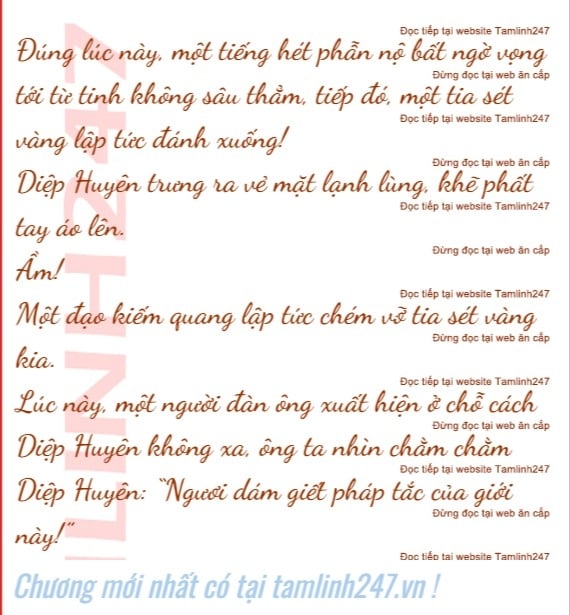 Đọc tiếp tại website Tamlinh247
Đúng lúc này, một tiếng hét phẫn nộ bất ngờ vọng
Đừng đọc tại web ăn cắp
tới từ tinh không sâu thẳm, tiếp đó, một tia sét
Đọc tiếp tại website Tamlinh247
vàng lập tức đánh xuống!
Đừng đọc tại web ăn cắp
Diệp Huyên trưng ra vẻ mặt lạnh lùng, khẽ phất
Đọc tiếp tại website Tamlinh247
tay áo lên.
Đừng đọc tại web ăn cắp
Ầm!
Đọc tiếp tại website Tamlinh247
Một đạo kiếm quang lập tức chém vỡ tia sét vàng
Đừng đọc tại web ăn cắp
kia.
Đọc tiếp tại website Tamlinh247
Lúc này, một người đàn ông xuất hiện ở chỗ cách
Đừng đọc tại web ăn cắp
Diệp Huyên không xa, ông ta nhìn chằm chằm
Đọc tiếp tại website Tamlinh247
Diệp Huyên: “Ngươi dám giết pháp tắc của giới
Đừng đọc tại web ăn cắp
này!”
Đọc tiếp tại website Tamlinh247
LINH247
Chương mới nhất có tại tamlinh247.vn !